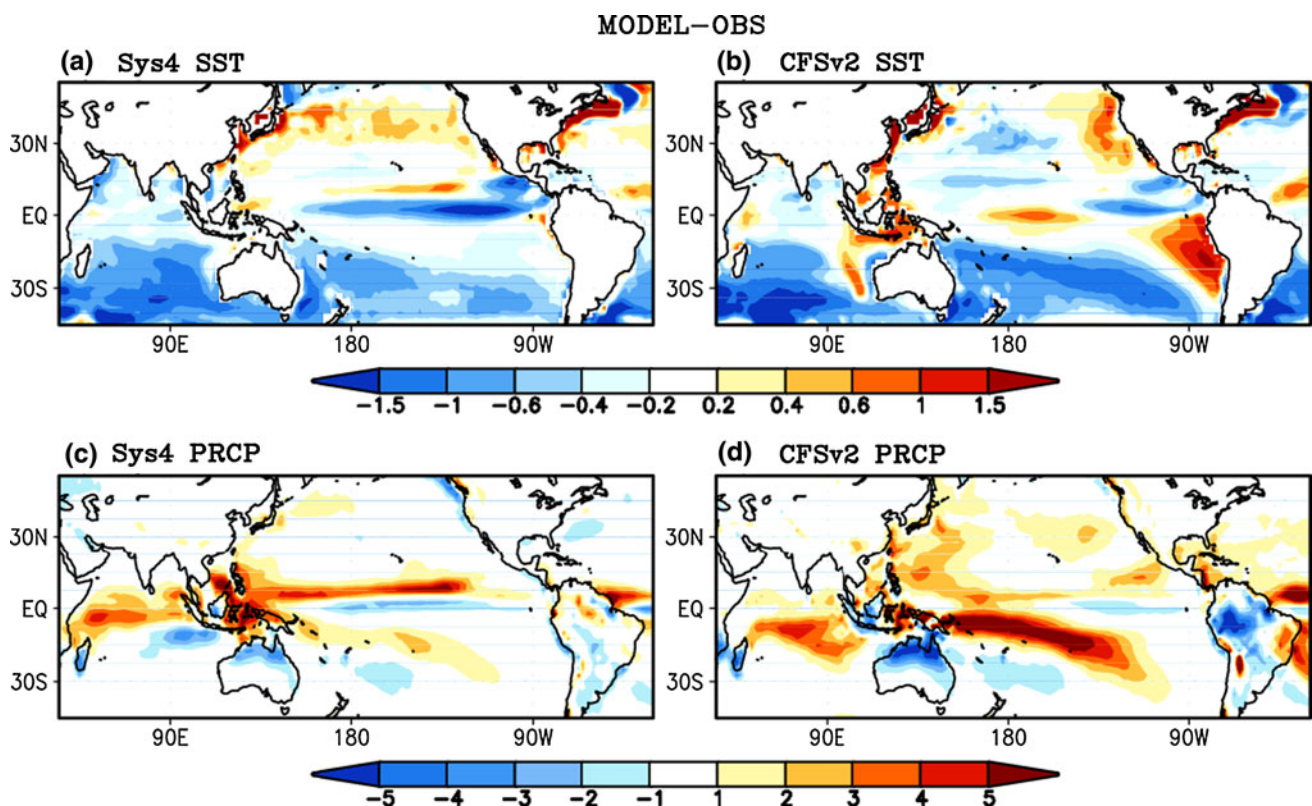 MODEL-OBS
(a) Sys4 SST
(b) CFSv2 SST
30N
EQ
30S
90E 180 90W
30N
EQ
30S
90E 180 90W
-1.5 -1 -0.6 -0.4 -0.2 0.2 0.4 0.6 1 1.5
(c) Sys4 PRCP
(d) CFSv2 PRCP
30N
EQ
30S
90E 180 90W
30N
EQ
30S
90E 180 90W
-5 -4 -3 -2 -1 1 2 3 4 5